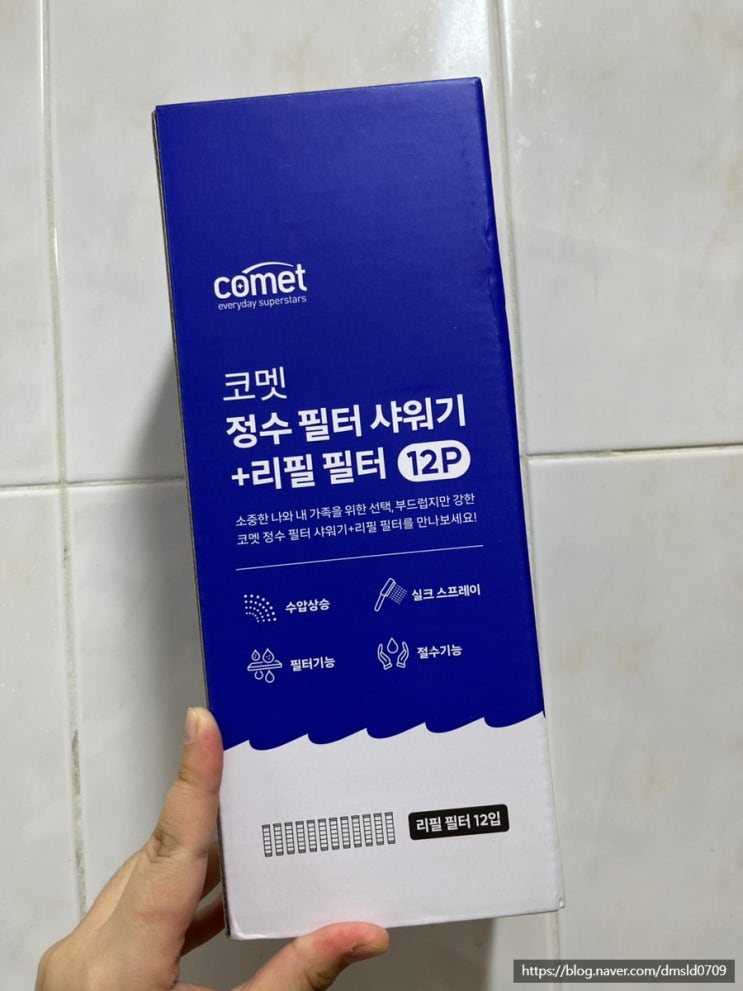 comet
everyday superstars
코멧
정수 필터 샤워기
+리필 필터 12P
소중한 나와 내 가족을 위한 선택, 부드럽지만 강한
코멧 정수 필터 샤워기+리필 필터를 만나보세요!
수압상승
실크 스프레이
필터기능
절수기능
리필 필터 12입
https://blog.naver.com/dmsld0709